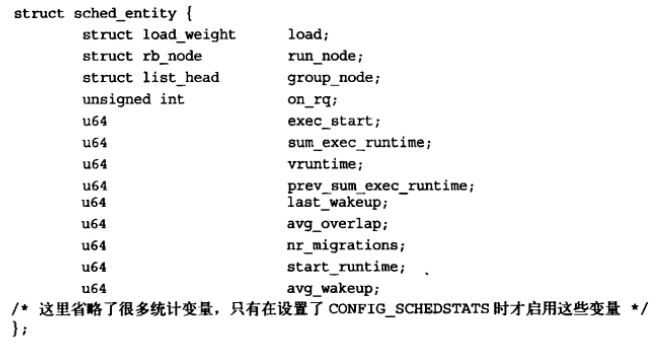 struct sched_entity {
struct load_weight load;
struct rb_node run_node;
struct list_head group_node;
unsigned int on_rq;
u64 exec_start;
u64 sum_exec_runtime;
u64 vruntime;
u64 prev_sum_exec_runtime;
u64 last_wakeup;
u64 avg_overlap;
u64 nr_migrations;
u64 start_runtime;
u64 avg_wakeup;
/* 这里省略了很多统计变量，只有在设置了 CONFIG_SCHEDSTATS 时才启用这些变量 */
};